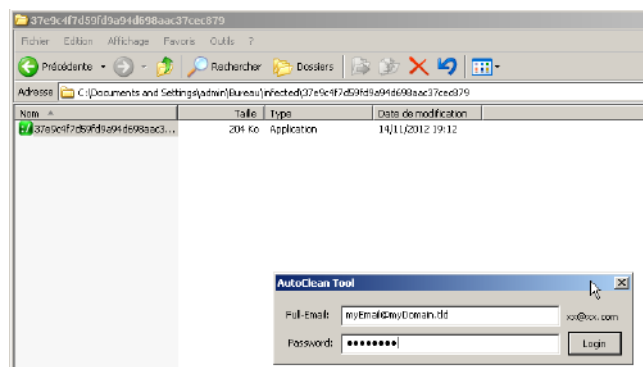 37e9c4f7d59fd9a94d698aac37cec879
Fichier Edition Affichage Favoris Outils ?
Précédente Rechercher Dossiers
Adresse C:\Documents and Settings\admin\Bureau\infected\37e9c4f7d59fd9a94d698aac37cec879
Nom Taille Type Date de modification
37e9c4f7d59fd9a94d698aac3... 204 Ko Application 14/11/2012 19:12
AutoClean Tool
Full-Email: myEmail@myDomain.tld xx@xx.com
Password: ●●●●●●●● Login